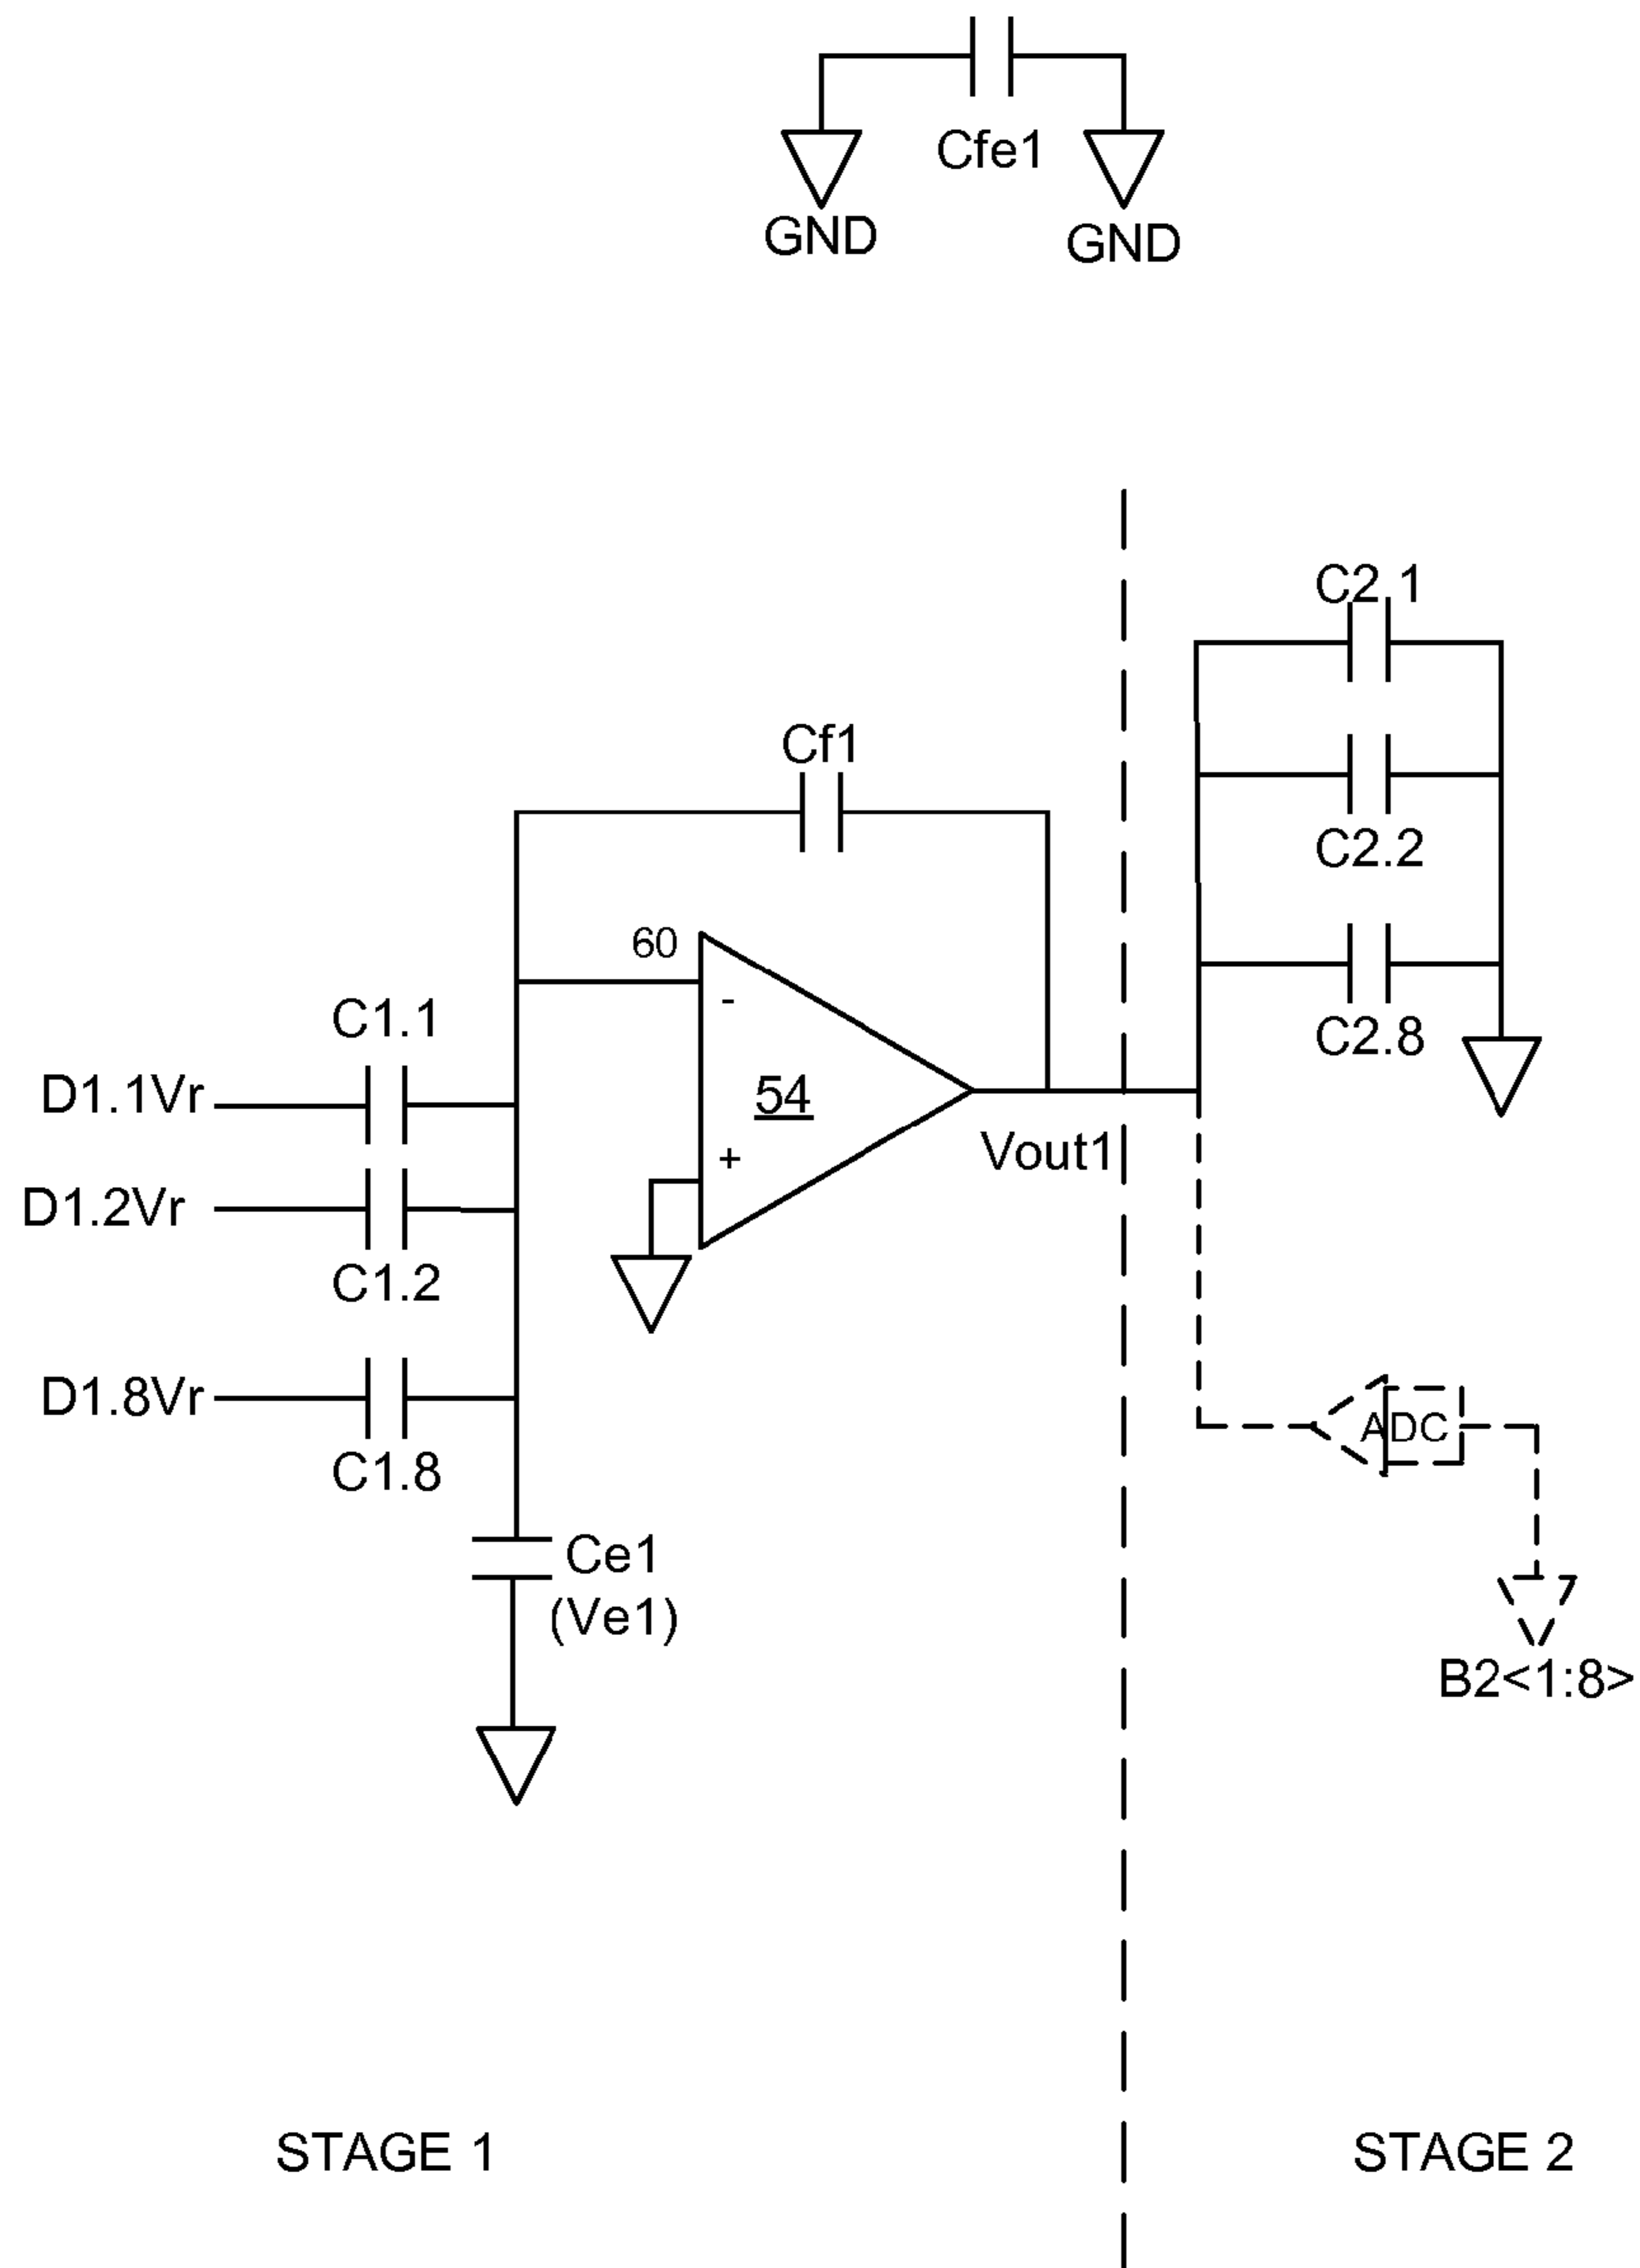 Cfe1
GND
GND
C2.1
Cf1
C2.2
60
-
C1.1
C2.8
D1.1Vr
54
+
Vout1
D1.2Vr
C1.2
D1.8Vr
ADC
C1.8
Ce1
(Ve1)
B2<1:8>
STAGE 1
STAGE 2